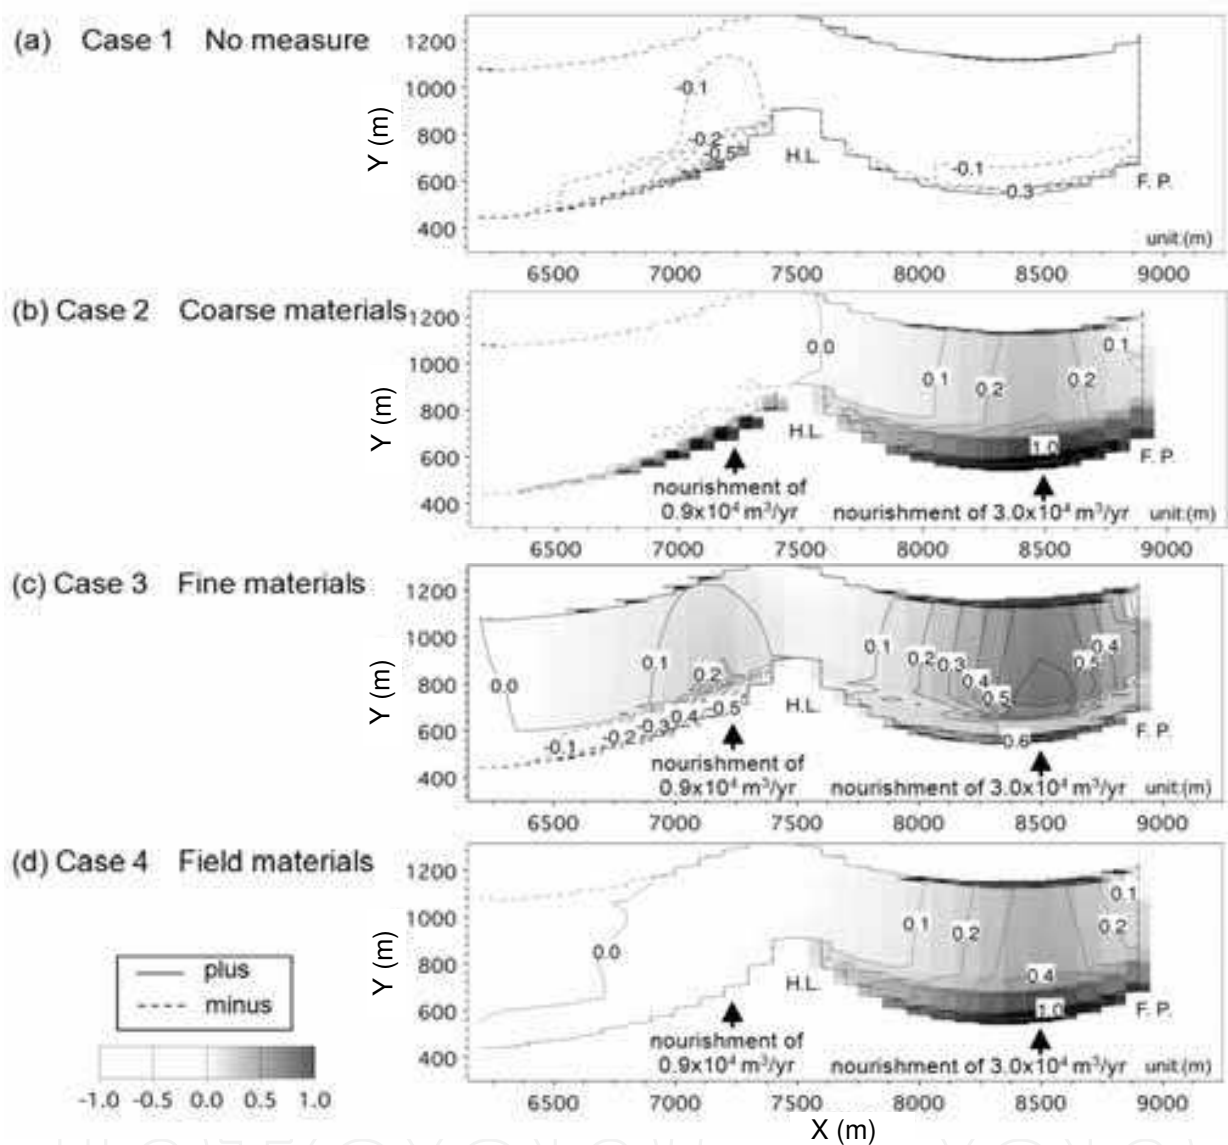 (a) Case 1 No measure
1200
1000
800
600
400
Y (m)
-0.1
-0.2
-0.5
H.L.
-0.1
-0.3
F. P.
unit:(m)
6500 7000 7500 8000 8500 9000
(b) Case 2 Coarse materials
1200
1000
800
600
400
Y (m)
0.0
0.1
0.2
0.2
0.1
1.0
H.L.
F. P.
nourishment of
0.9x10⁴ m³/yr
nourishment of 3.0x10⁴ m³/yr
unit:(m)
6500 7000 7500 8000 8500 9000
(c) Case 3 Fine materials
1200
1000
800
600
400
Y (m)
0.0
0.1
0.2
-0.1
-0.2
-0.3
-0.4
-0.5
H.L.
0.1
0.2
0.3
0.4
0.5
0.5
0.4
0.6
F. P.
nourishment of
0.9x10⁴ m³/yr
nourishment of 3.0x10⁴ m³/yr
unit:(m)
6500 7000 7500 8000 8500 9000
(d) Case 4 Field materials
1200
1000
800
600
400
Y (m)
0.0
0.1
0.2
0.1
0.2
0.4
1.0
H.L.
F. P.
nourishment of
0.9x10⁴ m³/yr
nourishment of 3.0x10⁴ m³/yr
unit:(m)
6500 7000 7500 8000 8500 9000
X (m)
plus
minus
-1.0 -0.5 0.0 0.5 1.0